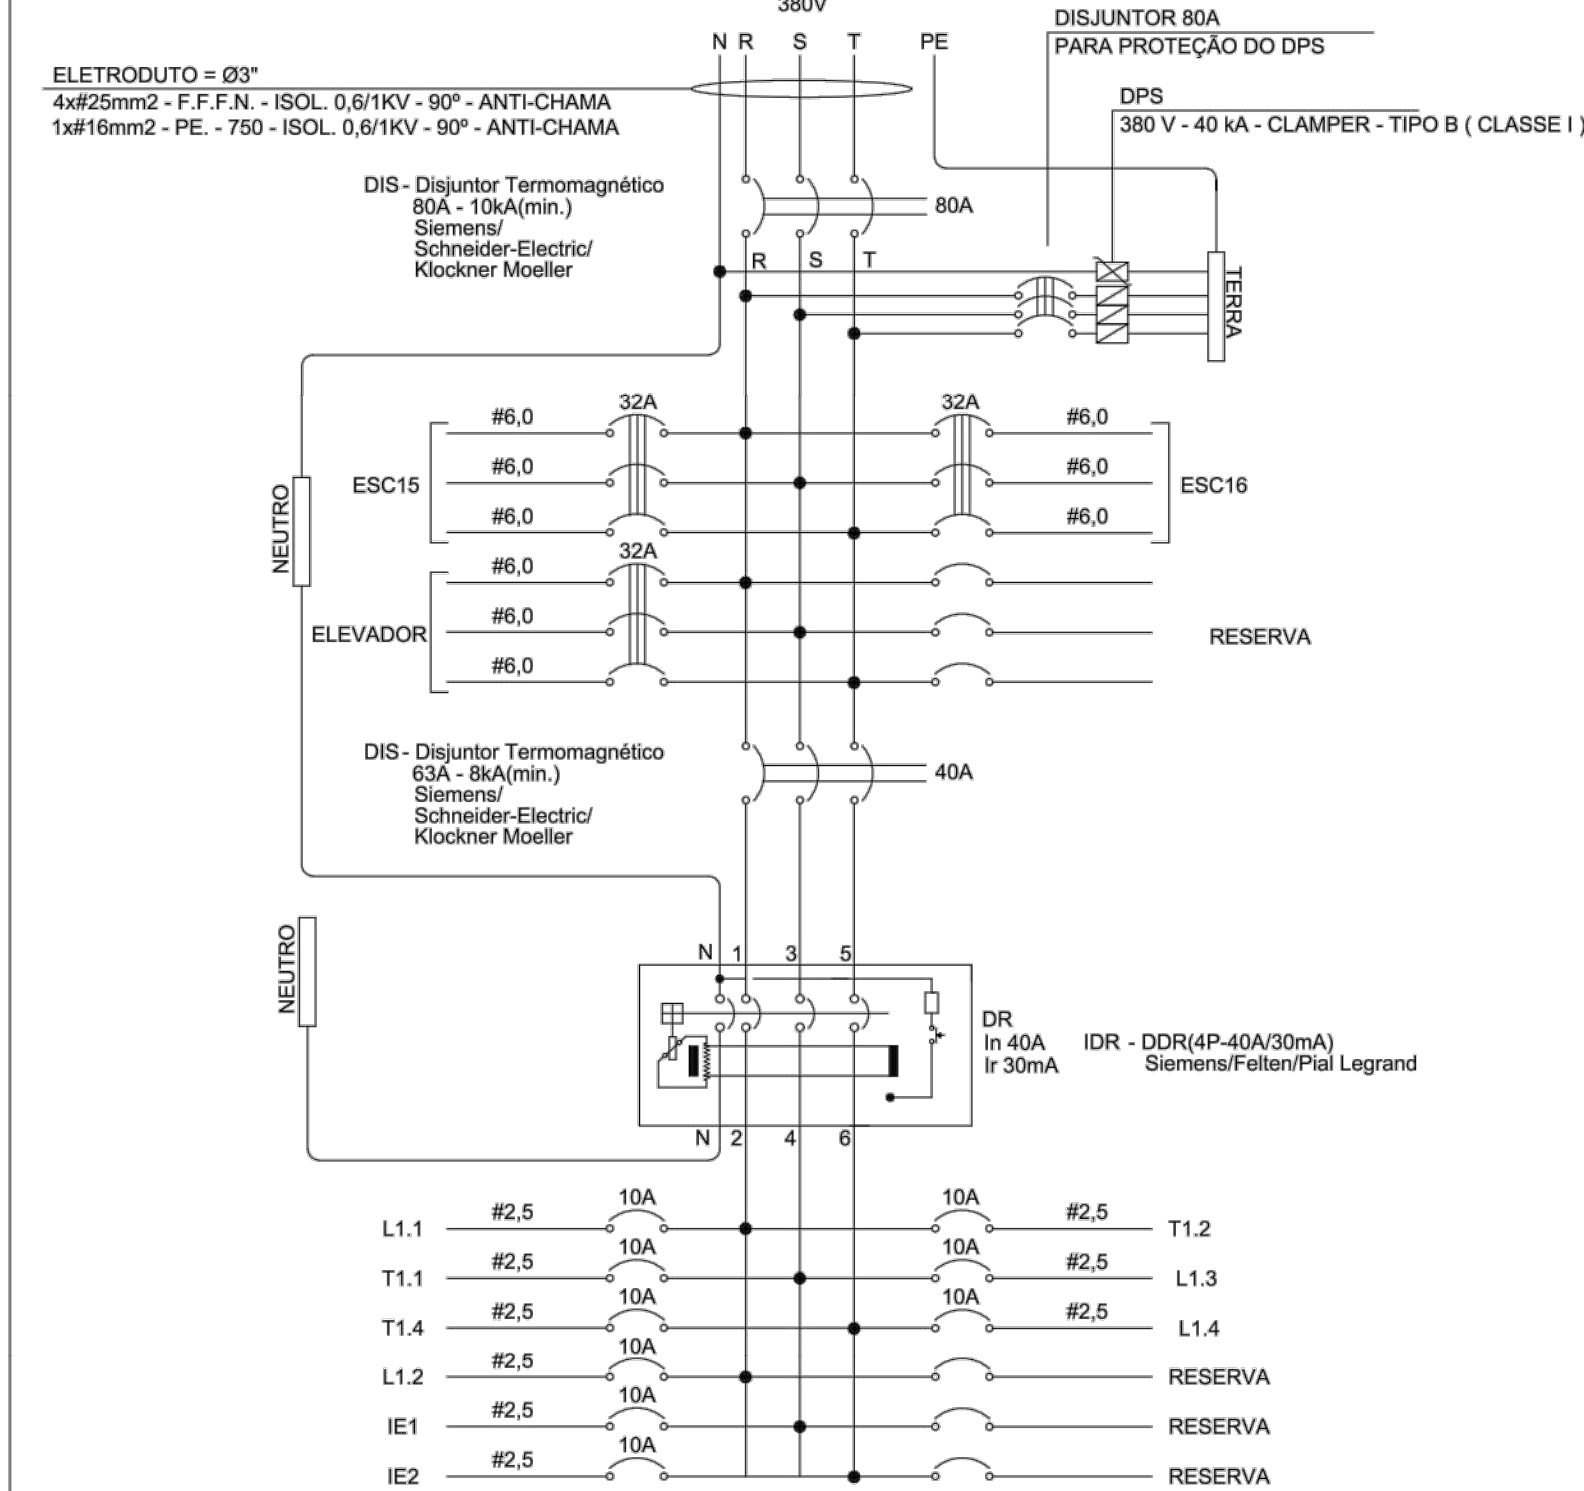 380V
N R S T PE
DISJUNTOR 80A
PARA PROTEÇÃO DO DPS
ELETRODUTO = Ø3"
4x#25mm2 - F.F.F.N. - ISOL. 0,6/1KV - 90º - ANTI-CHAMA
1x#16mm2 - PE. - 750 - ISOL. 0,6/1KV - 90º - ANTI-CHAMA
DPS
380 V - 40 kA - CLAMPER - TIPO B ( CLASSE I )
DIS - Disjuntor Termomagnético
80A - 10kA(min.)
Siemens/
Schneider-Electric/
Klockner Moeller
80A
R S T
TERRA
32A 32A
#6,0 #6,0
#6,0 #6,0
ESC15 ESC16
#6,0 #6,0
NEUTRO
32A
#6,0
#6,0
ELEVADOR RESERVA
#6,0
DIS - Disjuntor Termomagnético
63A - 8kA(min.)
Siemens/
Schneider-Electric/
Klockner Moeller
40A
NEUTRO
N 1 3 5
DR
In 40A
Ir 30mA
IDR - DDR(4P-40A/30mA)
Siemens/Felten/Pial Legrand
N 2 4 6
L1.1 #2,5 10A 10A #2,5 T1.2
T1.1 #2,5 10A 10A #2,5 L1.3
T1.4 #2,5 10A 10A #2,5 L1.4
L1.2 #2,5 10A RESERVA
IE1 #2,5 10A RESERVA
IE2 #2,5 10A RESERVA